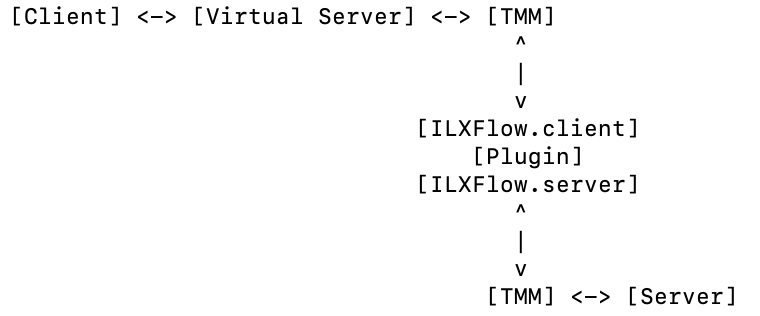 [Client] <-> [Virtual Server] <-> [TMM]
^
|
v
[ILXFlow.client]
[Plugin]
[ILXFlow.server]
^
|
v
[TMM] <-> [Server]